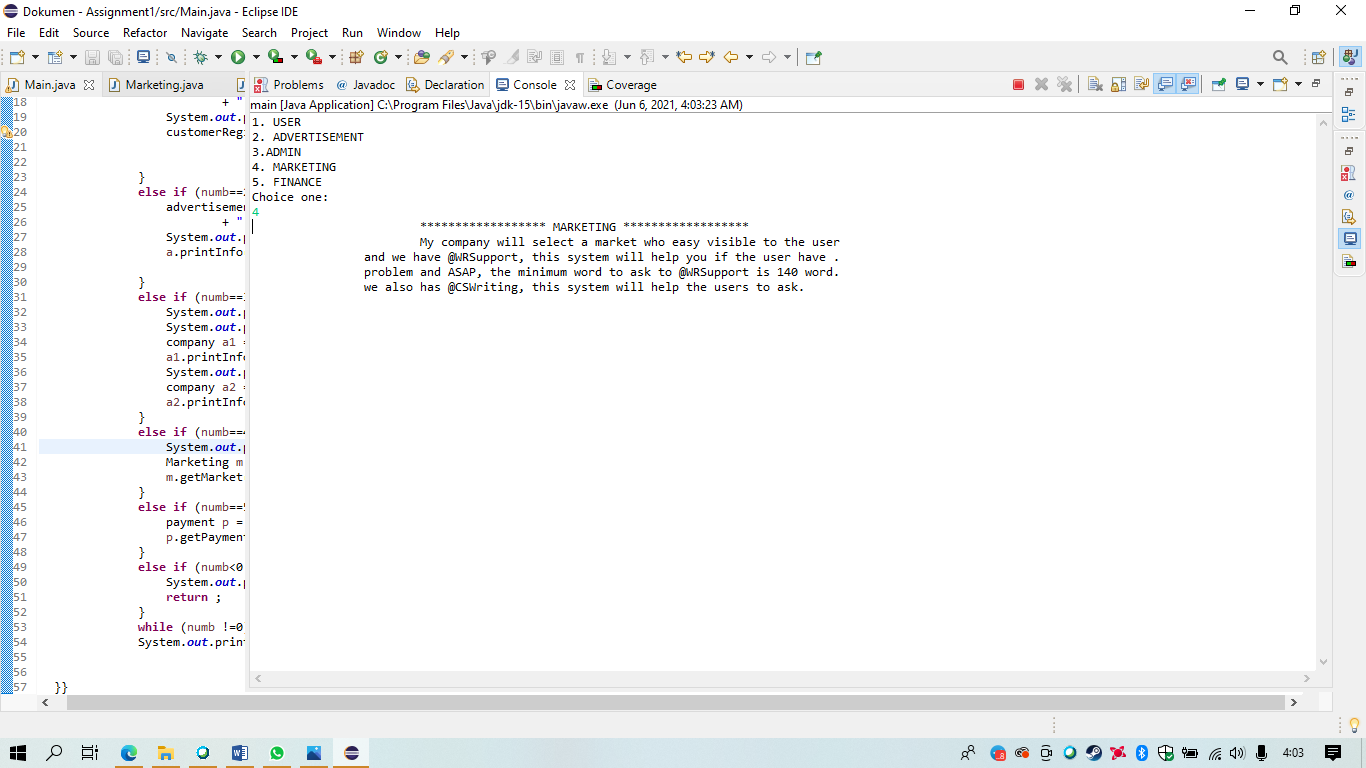 Dokumen - Assignment1/src/Main.java - Eclipse IDE
File Edit Source Refactor Navigate Search Project Run Window Help
Main.java Marketing.java Problems @ Javadoc Declaration Console Coverage
main [Java Application] C:\Program Files\Java\jdk-15\bin\javaw.exe (Jun 6, 2021, 4:03:23 AM)
18 + "
19 System.out.p
20 customerReg
21
22
23 }
24 else if (numb==2
25 advertisemen
26 + "
27 System.out.p
28 a.printInfo
29
30 }
31 else if (numb==3
32 System.out.p
33 System.out.p
34 company a1 =
35 a1.printInfo
36 System.out.p
37 company a2 =
38 a2.printInfo
39 }
40 else if (numb==4
41 System.out.p
42 Marketing m
43 m.getMarket
44 }
45 else if (numb==5
46 payment p =
47 p.getPayment
48 }
49 else if (numb<0
50 System.out.p
51 return ;
52 }
53 while (numb !=0
54 System.out.print
55
56
57 }}
1. USER
2. ADVERTISEMENT
3.ADMIN
4. MARKETING
5. FINANCE
Choice one:
4
****************** MARKETING ******************
My company will select a market who easy visible to the user
and we have @WRSupport, this system will help you if the user have .
problem and ASAP, the minimum word to ask to @WRSupport is 140 word.
we also has @CSWriting, this system will help the users to ask.
4:03